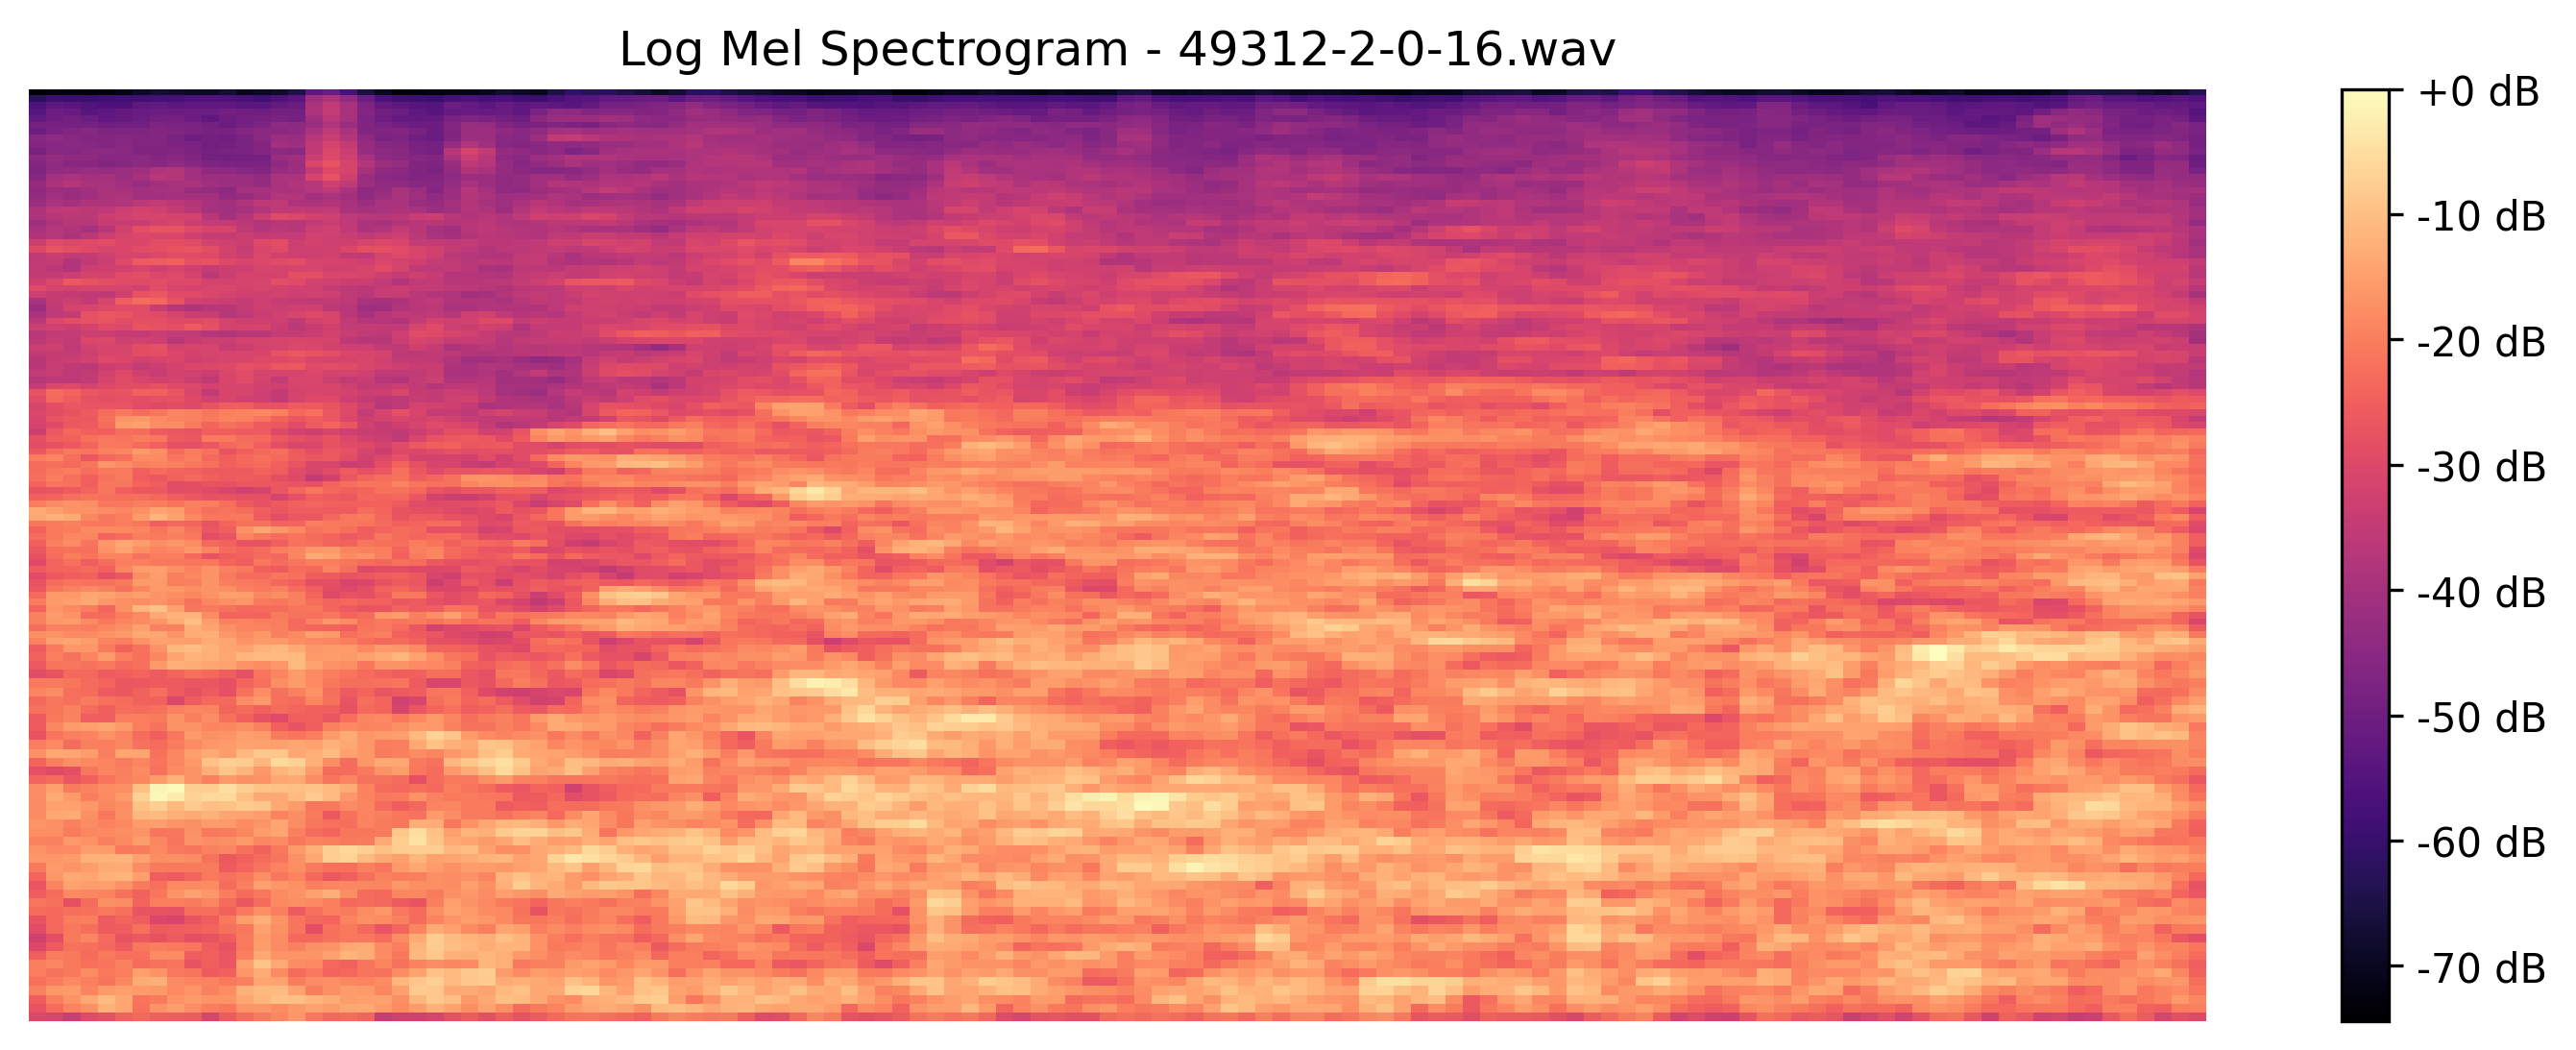 Log Mel Spectrogram - 49312-2-0-16.wav
+0 dB
-10 dB
-20 dB
-30 dB
-40 dB
-50 dB
-60 dB
-70 dB